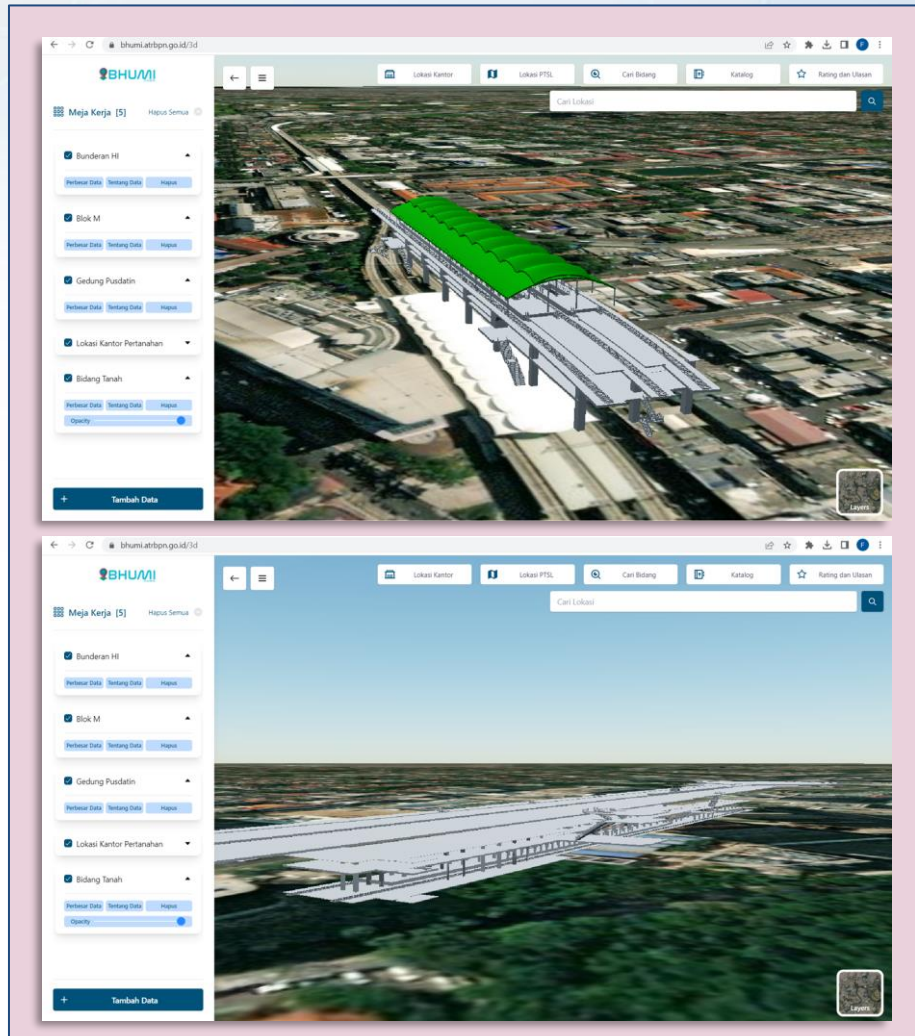 bhumi.atrbpn.go.id/3d
BHUMI
Lokasi Kantor
Lokasi PTSL
Cari Bidang
Katalog
Rating dan Ulasan
Cari Lokasi
Meja Kerja [5] Hapus Semua
Bunderan HI
Perbesar Data Tentang Data Hapus
Blok M
Perbesar Data Tentang Data Hapus
Gedung Pusdatin
Perbesar Data Tentang Data Hapus
Lokasi Kantor Pertanahan
Bidang Tanah
Perbesar Data Tentang Data Hapus
Opacity
+ Tambah Data
Layers
bhumi.atrbpn.go.id/3d
BHUMI
Lokasi Kantor
Lokasi PTSL
Cari Bidang
Katalog
Rating dan Ulasan
Cari Lokasi
Meja Kerja [5] Hapus Semua
Bunderan HI
Perbesar Data Tentang Data Hapus
Blok M
Perbesar Data Tentang Data Hapus
Gedung Pusdatin
Perbesar Data Tentang Data Hapus
Lokasi Kantor Pertanahan
Bidang Tanah
Perbesar Data Tentang Data Hapus
Opacity
+ Tambah Data
Layers